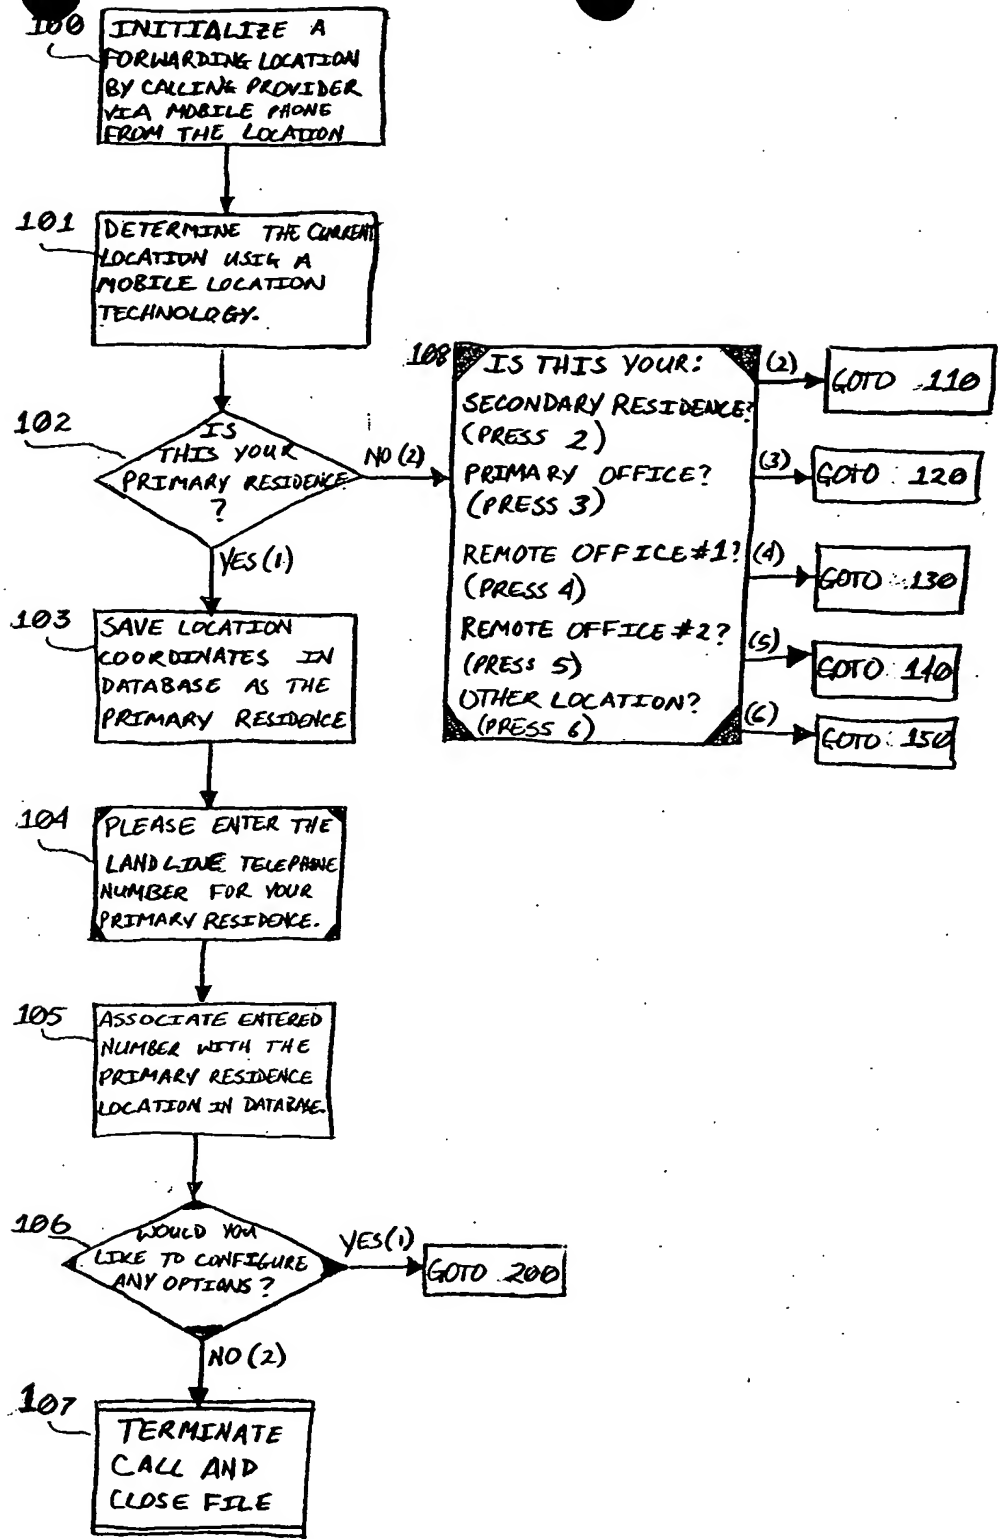 100
INITIALIZE A
FORWARDING LOCATION
BY CALLING PROVIDER
VIA MOBILE PHONE
FROM THE LOCATION
101
DETERMINE THE CURRENT
LOCATION USIG A
MOBILE LOCATION
TECHNOLOGY.
102
IS
THIS YOUR
PRIMARY RESIDENCE
?
NO (2)
YES (1)
108
IS THIS YOUR:
SECONDARY RESIDENCE?
(PRESS 2)
PRIMARY OFFICE?
(PRESS 3)
REMOTE OFFICE #1?
(PRESS 4)
REMOTE OFFICE #2?
(PRESS 5)
OTHER LOCATION?
(PRESS 6)
(2)
GOTO 110
(3)
GOTO : 120
(4)
GOTO : 130
(5)
GOTO : 140
(6)
GOTO : 150
103
SAVE LOCATION
COORDINATES IN
DATABASE AS THE
PRIMARY RESIDENCE
104
PLEASE ENTER THE
LANDLINE TELEPHONE
NUMBER FOR YOUR
PRIMARY RESIDENCE.
105
ASSOCIATE ENTERED
NUMBER WITH THE
PRIMARY RESIDENCE
LOCATION IN DATABASE.
106
WOULD YOU
LIKE TO CONFIGURE
ANY OPTIONS?
YES (1)
GOTO 200
NO (2)
107
TERMINATE
CALL AND
CLOSE FILE